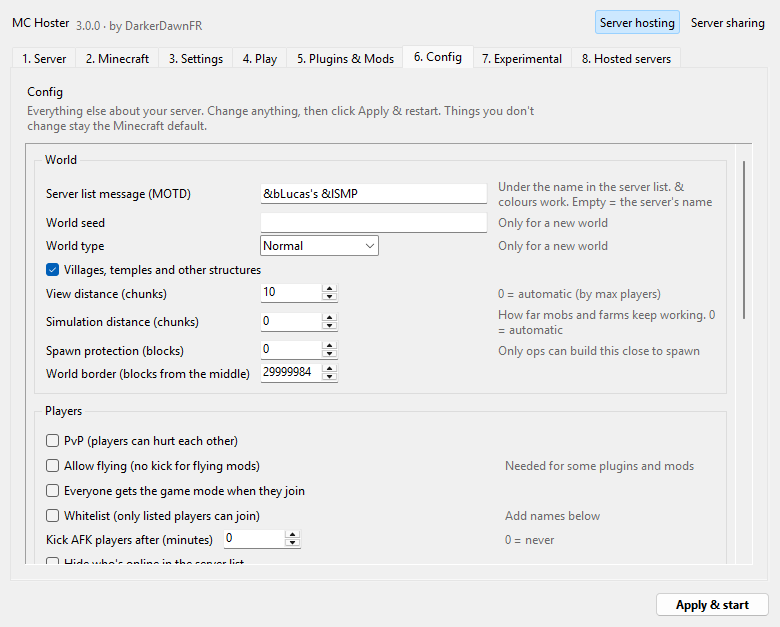 MC Hoster 3.0.0 · by DarkerDawnFR
Server hosting Server sharing
1. Server 2. Minecraft 3. Settings 4. Play 5. Plugins & Mods 6. Config 7. Experimental 8. Hosted servers
Config
Everything else about your server. Change anything, then click Apply & restart. Things you don't
change stay the Minecraft default.
World
Server list message (MOTD) &bLucas's &lSMP
Under the name in the server list. &
colours work. Empty = the server's name
World seed Only for a new world
World type Normal Only for a new world
Villages, temples and other structures
View distance (chunks) 10 0 = automatic (by max players)
Simulation distance (chunks) 0
How far mobs and farms keep working. 0
= automatic
Spawn protection (blocks) 0 Only ops can build this close to spawn
World border (blocks from the middle) 29999984
Players
PvP (players can hurt each other)
Allow flying (no kick for flying mods) Needed for some plugins and mods
Everyone gets the game mode when they join
Whitelist (only listed players can join) Add names below
Kick AFK players after (minutes) 0 0 = never
Hide who's online in the server list
Apply & start